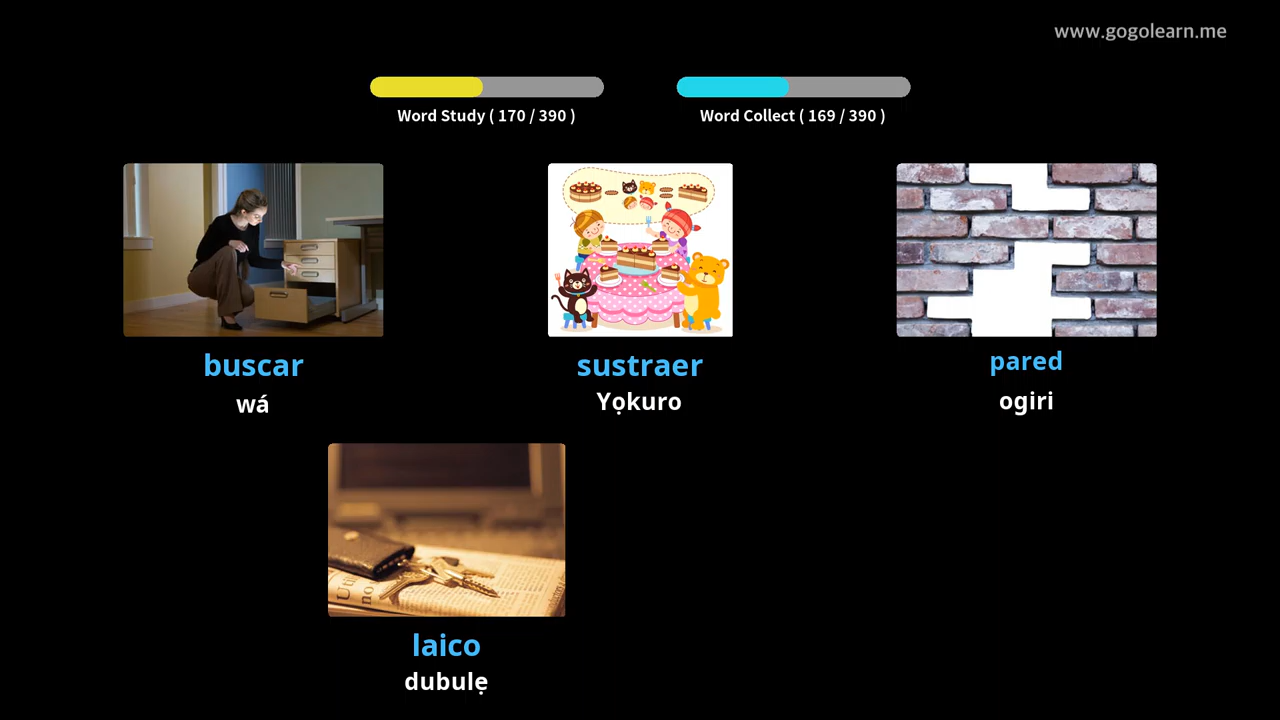 www.gogolearn.me
Word Study ( 170 / 390 )
Word Collect ( 169 / 390 )
buscar
wá
sustraer
Yọkuro
pared
ogiri
laico
dubulẹ